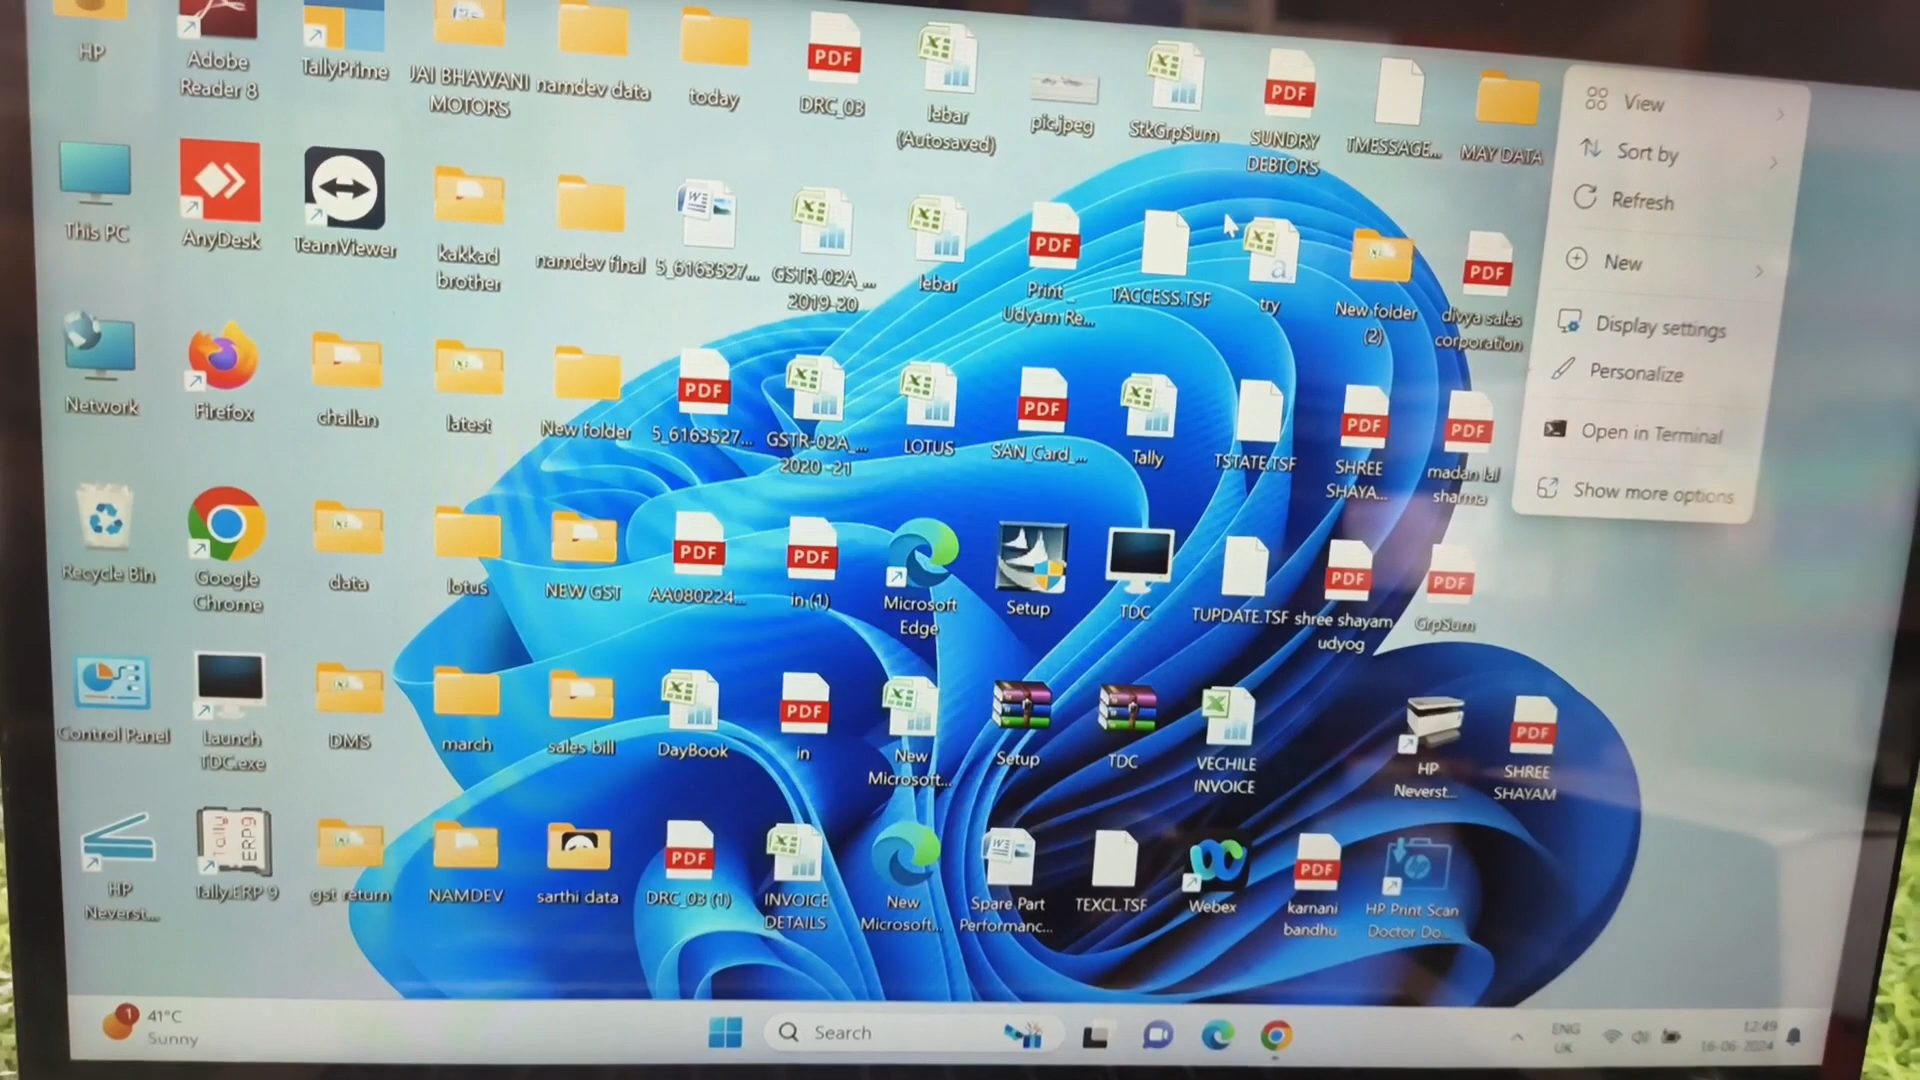 HP
Adobe
Reader 8
TallyPrime
JAI BHAWANI
MOTORS
namdev data
today
PDF
DRC_03
lebar
(Autosaved)
pic.jpeg
StkGrpSum
PDF
SUNDRY
DEBTORS
TMESSAGE...
MAY DATA
View
Sort by
Refresh
New
Display settings
Personalize
Open in Terminal
Show more options
This PC
AnyDesk
TeamViewer
kakkad
brother
namdev final
5_6163527...
GSTR-02A_...
2019-20
lebar
PDF
Print _
Udyam Re...
TACCESS.TSF
try
New folder
(2)
PDF
divya sales
corporation
Network
Firefox
challan
latest
New folder
PDF
5_6163527...
GSTR-02A_...
2020 -21
LOTUS
PDF
SAN_Card_...
Tally
TSTATE.TSF
PDF
SHREE
SHAYA...
PDF
madan lal
sharma
Recycle Bin
Google
Chrome
data
lotus
NEW GST
PDF
AA080224...
PDF
in (1)
Microsoft
Edge
Setup
TDC
TUPDATE.TSF
PDF
shree shayam
udyog
PDF
GrpSum
Control Panel
Launch
TDC.exe
DMS
march
sales bill
DayBook
PDF
in
New
Microsoft...
Setup
TDC
VECHILE
INVOICE
HP
Neverst...
PDF
SHREE
SHAYAM
HP
Neverst...
Tally
ERP9
Tally.ERP 9
gst return
NAMDEV
sarthi data
PDF
DRC_03 (1)
INVOICE
DETAILS
New
Microsoft...
Spare Part
Performanc...
TEXCL.TSF
Webex
PDF
karnani
bandhu
HP Print Scan
Doctor Do...
1
41°C
Sunny
Search
ENG
UK
12:49
16-06-2024